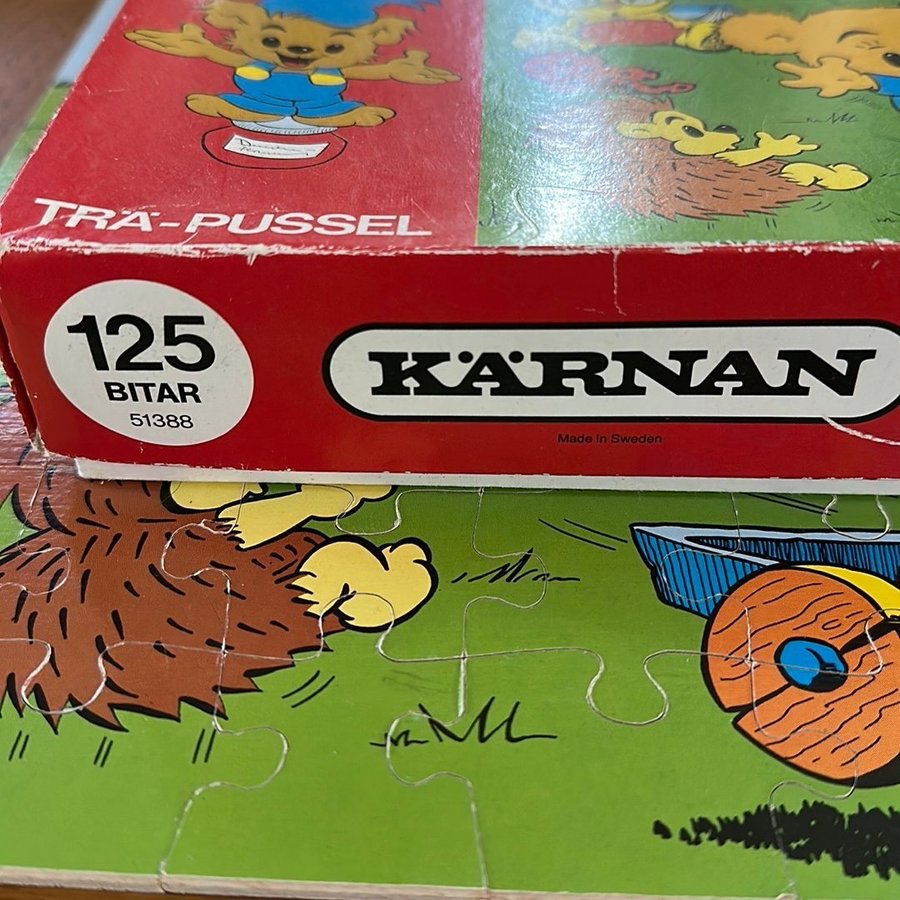 TRÄ-PUSSEL
125
BITAR
51388
KÄRNAN
Made in Sweden